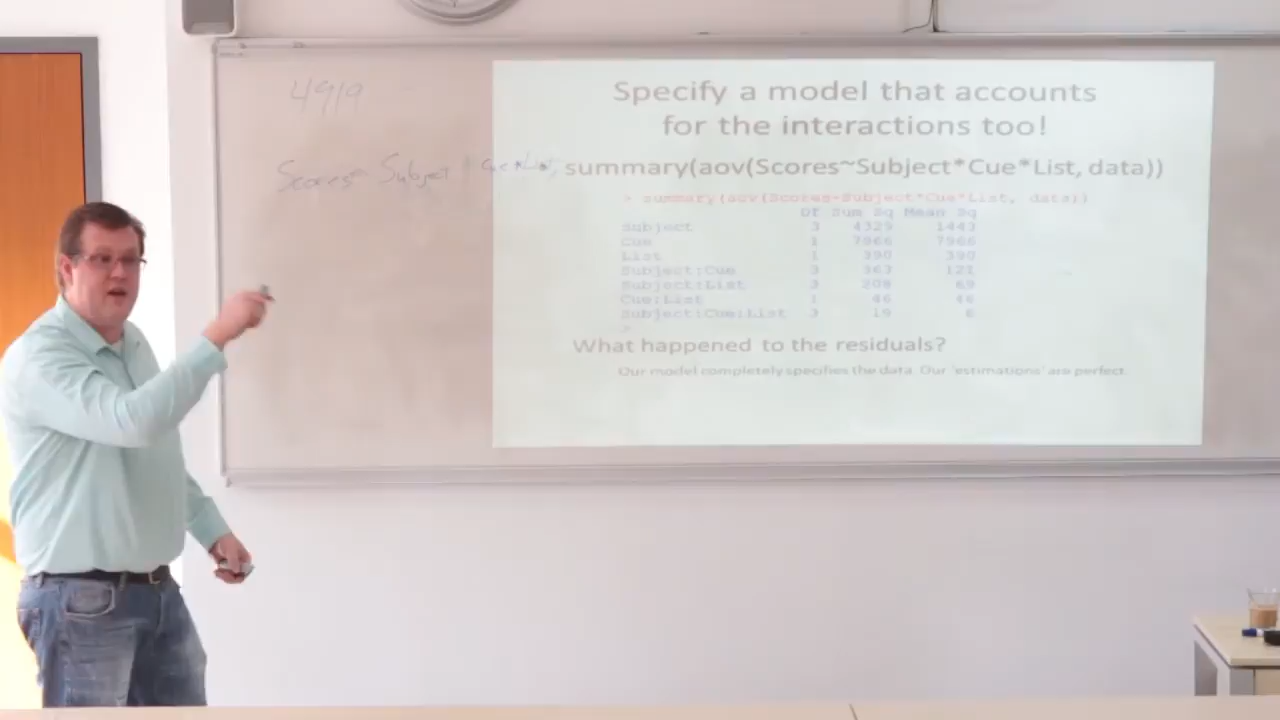 4919
Specify a model that accounts
for the interactions too!
Scores~ Subject + Cue*List,
summary(aov(Scores~Subject*Cue*List, data))
> summary(aov(Scores~Subject*Cue*List, data))
Df Sum Sq Mean Sq
Subject 3 4329 1443
Cue 1 7966 7966
List 1 390 390
Subject:Cue 3 363 121
Subject:List 3 208 69
Cue:List 1 46 46
Subject:Cue:List 3 19 6
>
What happened to the residuals?
Our model completely specifies the data. Our 'estimations' are perfect.